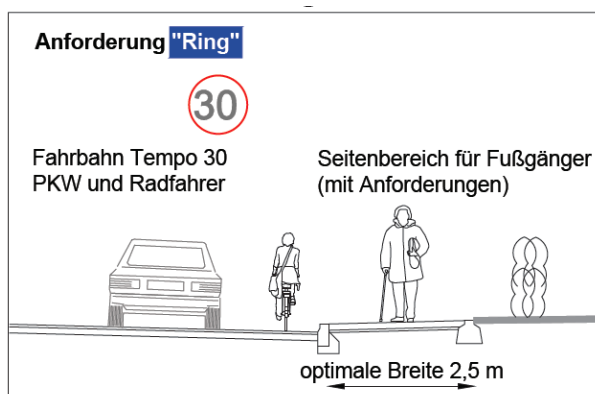 Anforderung "Ring"
30
Fahrbahn Tempo 30
PKW und Radfahrer
Seitenbereich für Fußgänger
(mit Anforderungen)
optimale Breite 2,5 m